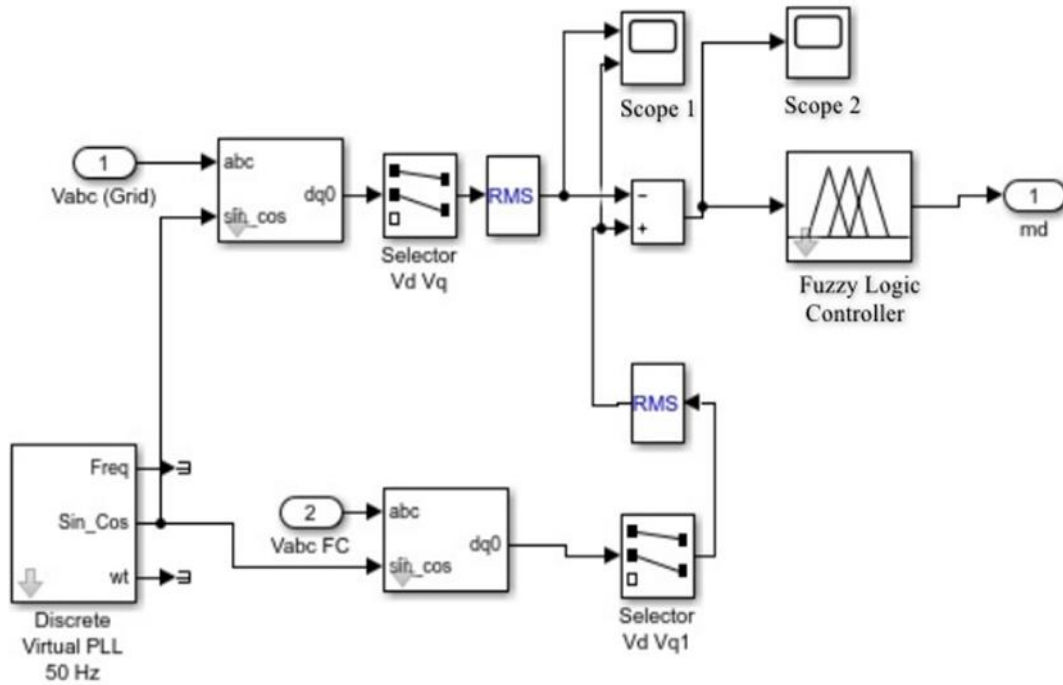 Scope 1
Scope 2
1
Vabc (Grid)
abc
sin_cos
dq0
Selector
Vd Vq
RMS
−
+
Fuzzy Logic
Controller
1
md
RMS
Freq
Sin_Cos
wt
Discrete
Virtual PLL
50 Hz
2
Vabc FC
abc
sin_cos
dq0
Selector
Vd Vq1